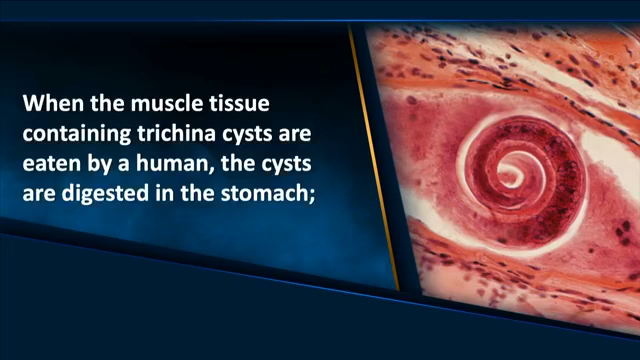 When the muscle tissue
containing trichina cysts are
eaten by a human, the cysts
are digested in the stomach;